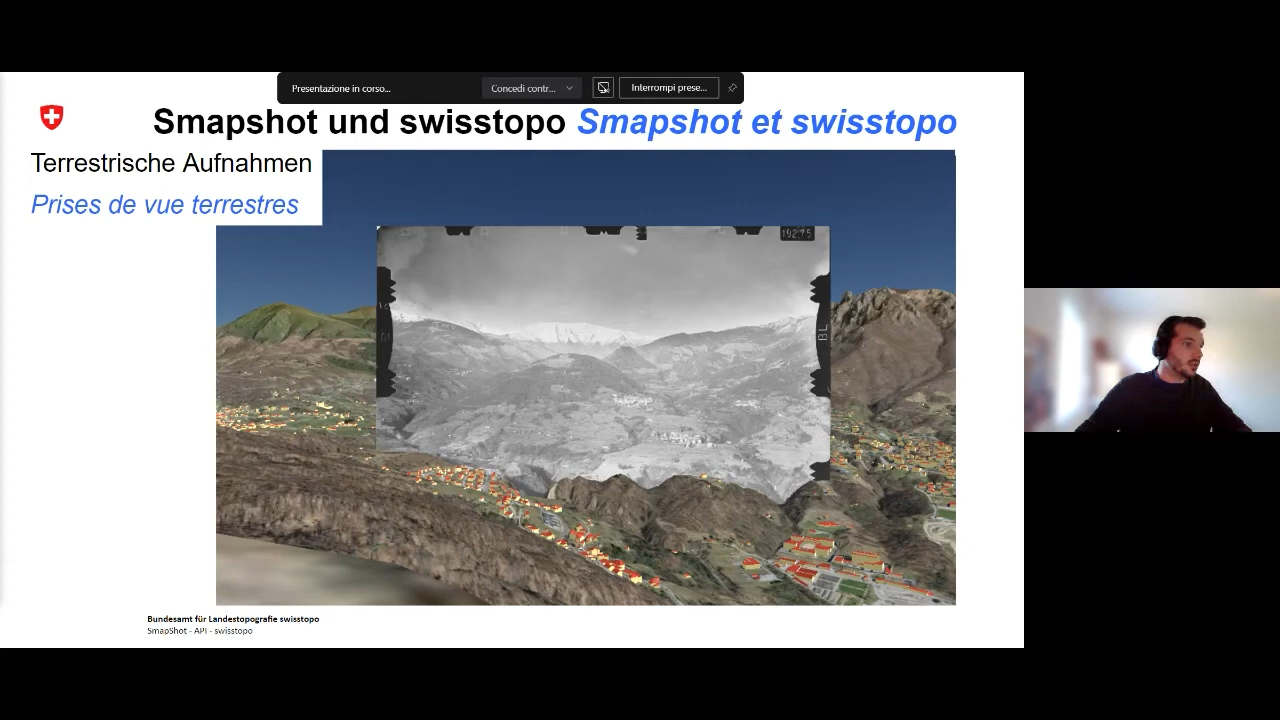 Presentazione in corso...
Concedi contr...
Interrompi prese...
Smapshot und swisstopo Smapshot et swisstopo
Terrestrische Aufnahmen
Prises de vue terrestres
BL
Bundesamt für Landestopografie swisstopo
SmapShot - API - swisstopo